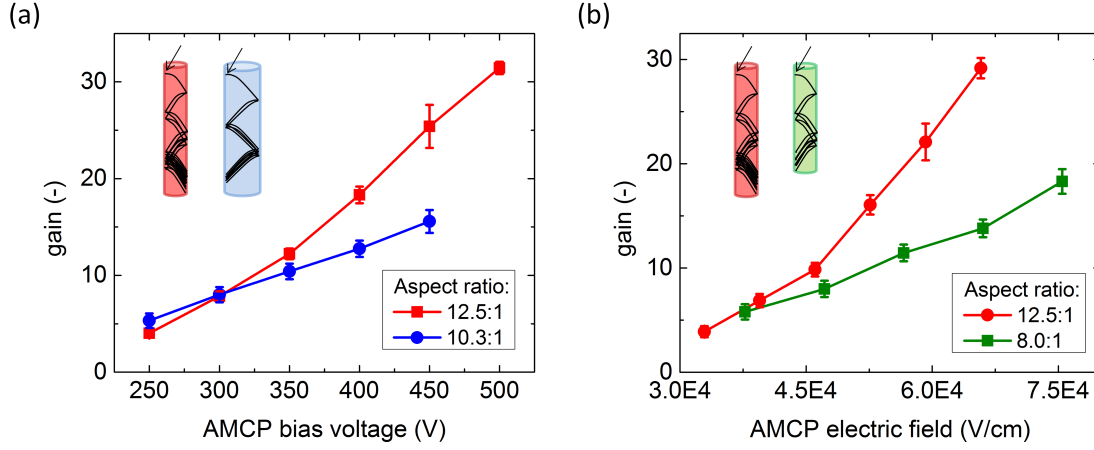 (a)
gain (-)
30
20
10
0
250 300 350 400 450 500
AMCP bias voltage (V)
Aspect ratio:
12.5:1
10.3:1
(b)
gain (-)
30
20
10
0
3.0E4 4.5E4 6.0E4 7.5E4
AMCP electric field (V/cm)
Aspect ratio:
12.5:1
8.0:1